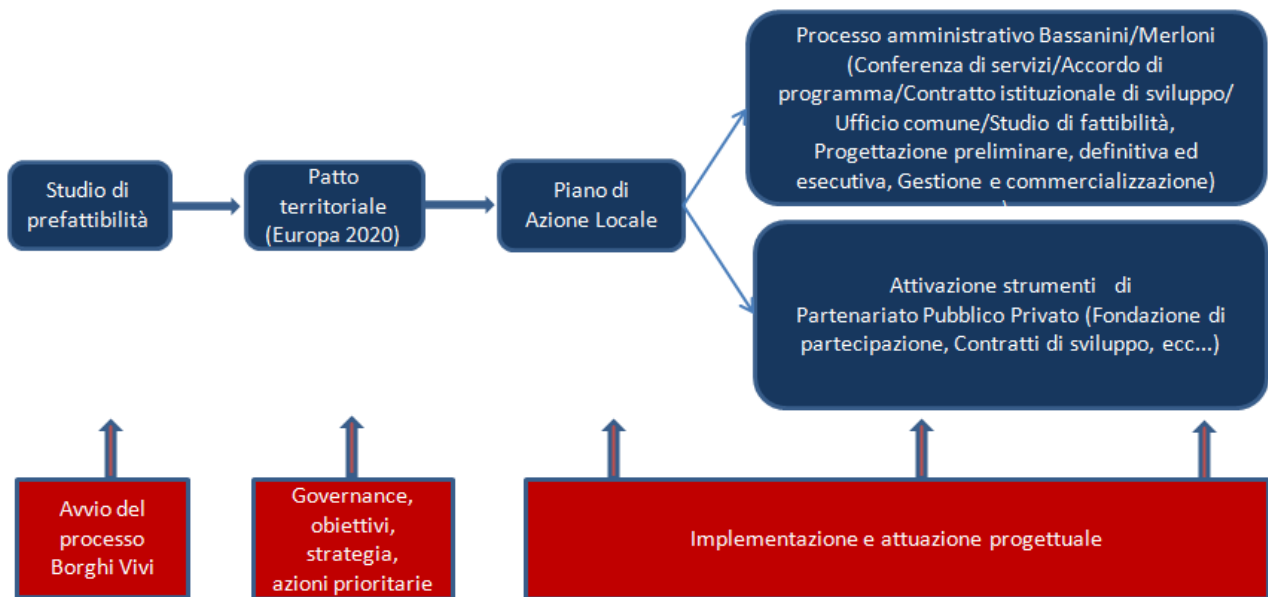 Processo amministrativo Bassanini/Merloni
(Conferenza di servizi/Accordo di
programma/Contratto istituzionale di sviluppo/
Ufficio comune/Studio di fattibilità,
Progettazione preliminare, definitiva ed
esecutiva, Gestione e commercializzazione)
Studio di
prefattibilità
Patto
territoriale
(Europa 2020)
Piano di
Azione Locale
Attivazione strumenti di
Partenariato Pubblico Privato (Fondazione di
partecipazione, Contratti di sviluppo, ecc...)
Avvio del
processo
Borghi Vivi
Governance,
obiettivi,
strategia,
azioni prioritarie
Implementazione e attuazione progettuale